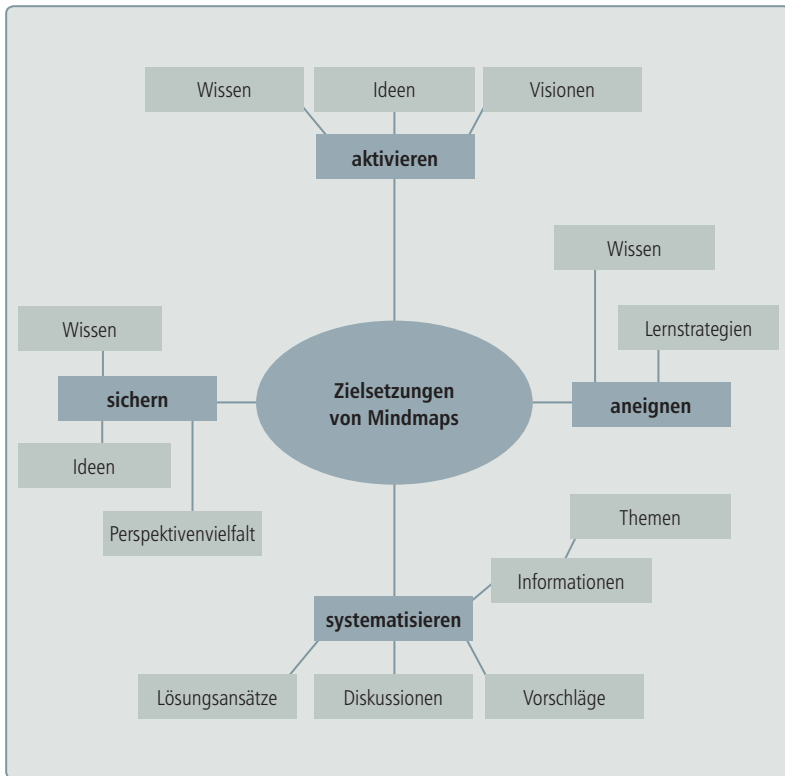 Wissen
Ideen
Visionen
aktivieren
Wissen
Lernstrategien
aneignen
Wissen
sichern
Ideen
Perspektivenvielfalt
Zielsetzungen
von Mindmaps
Themen
Informationen
systematisieren
Lösungsansätze
Diskussionen
Vorschläge